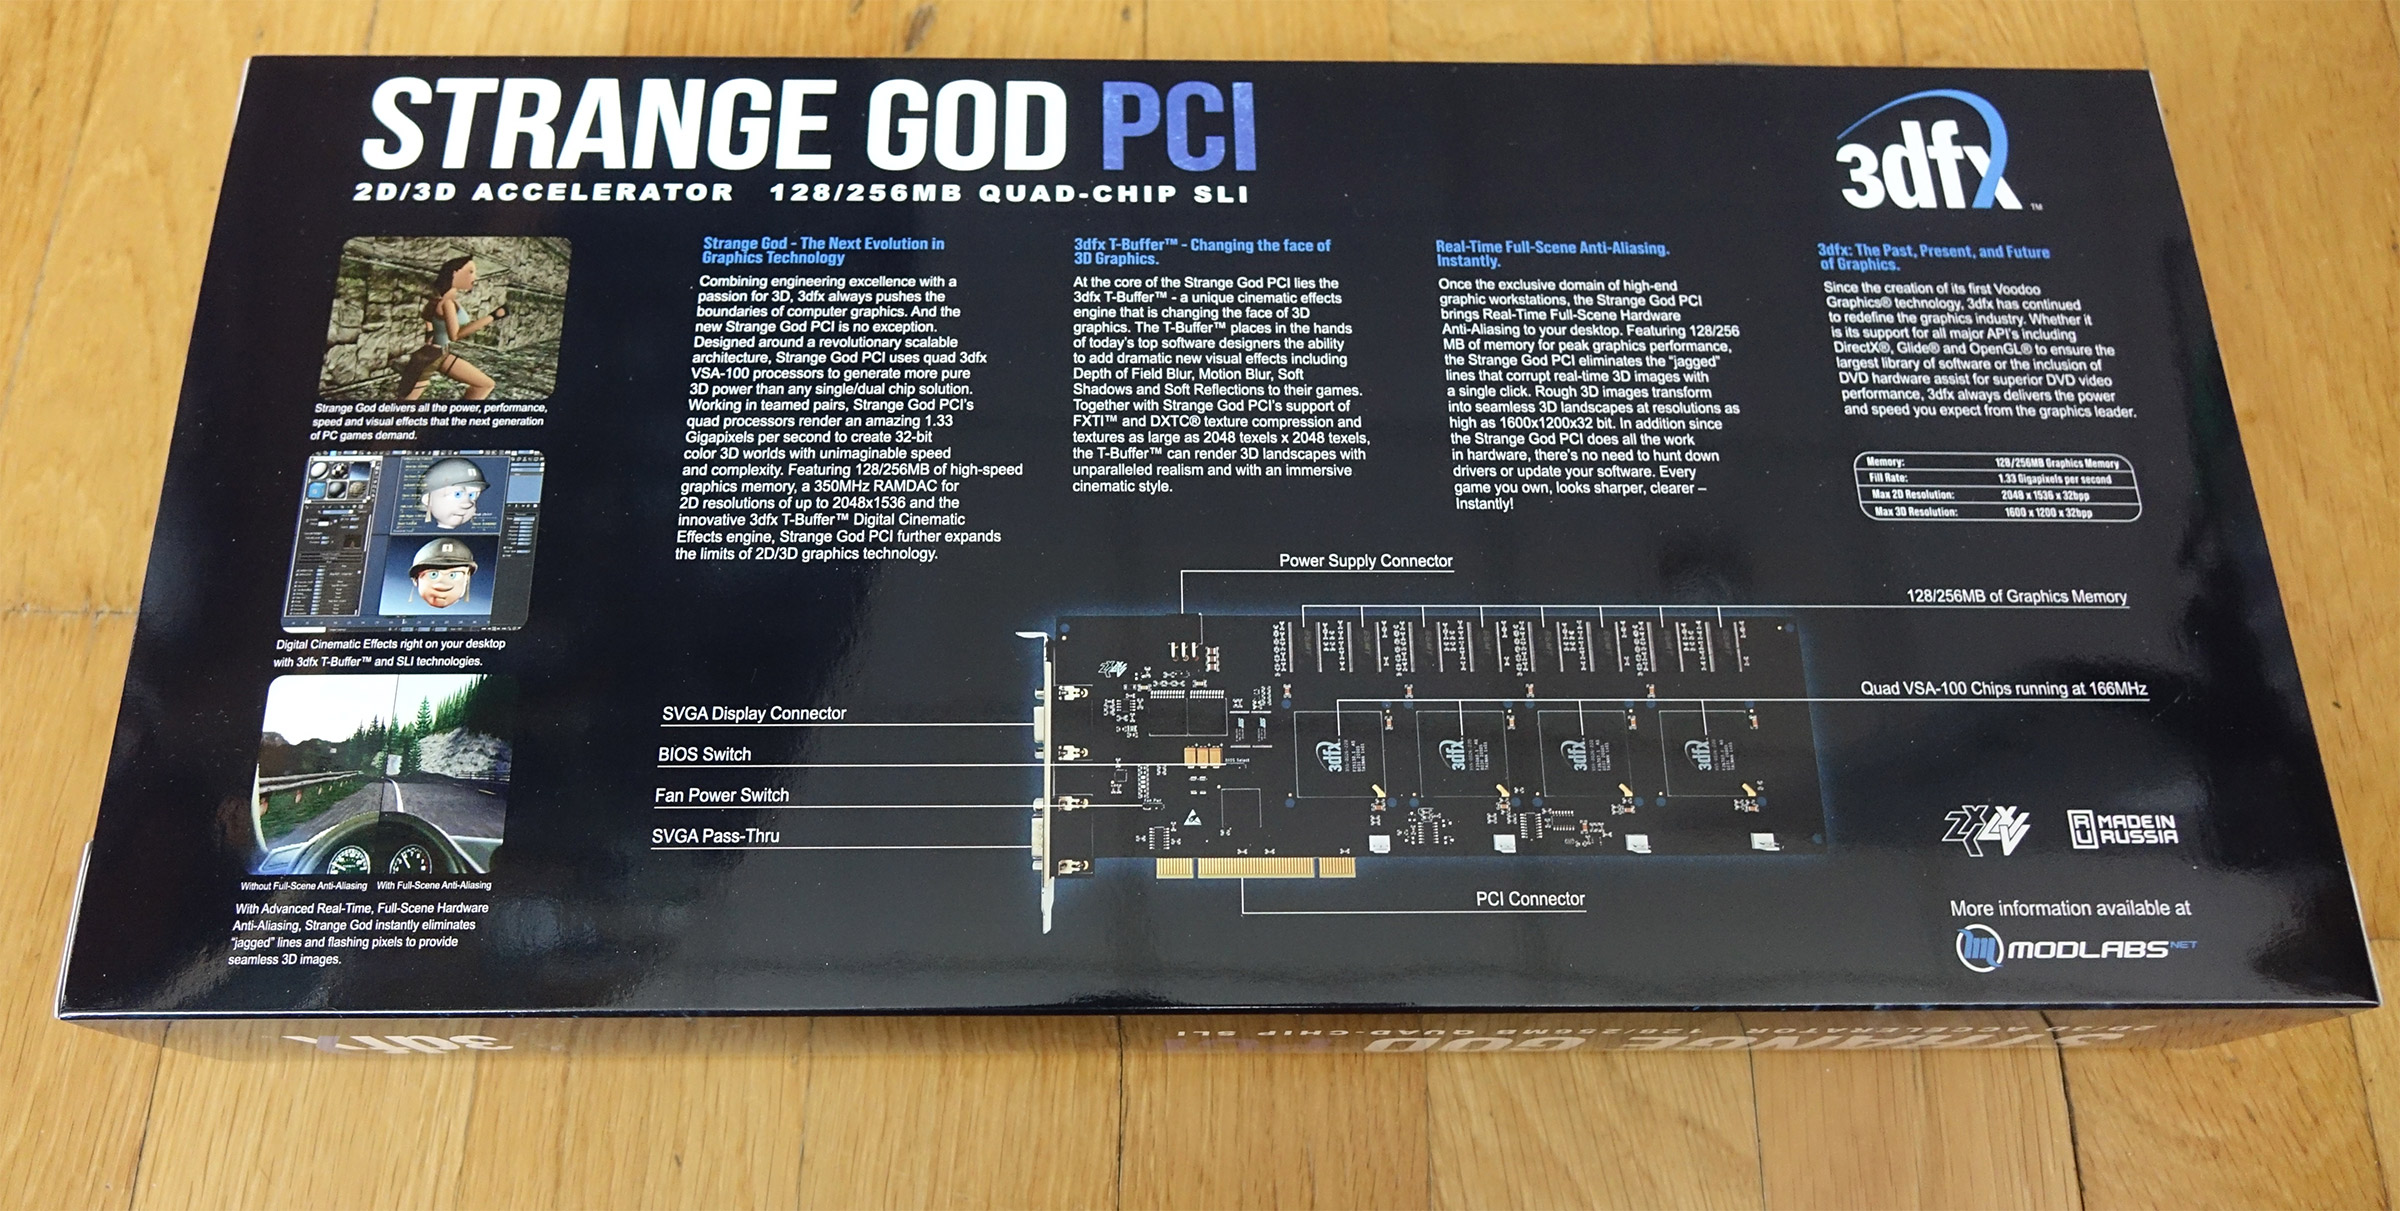 STRANGE GOD PCI
2D/3D ACCELERATOR 128/256MB QUAD-CHIP SLI
3dfx™
Strange God delivers all the power, performance,
speed and visual effects that the next generation
of PC games demand.
Digital Cinematic Effects right on your desktop
with 3dfx T-Buffer™ and SLI technologies.
Without Full-Scene Anti-Aliasing With Full-Scene Anti-Aliasing
With Advanced Real-Time, Full-Scene Hardware
Anti-Aliasing, Strange God instantly eliminates
"jagged" lines and flashing pixels to provide
seamless 3D images.
Strange God - The Next Evolution in
Graphics Technology
Combining engineering excellence with a
passion for 3D, 3dfx always pushes the
boundaries of computer graphics. And the
new Strange God PCI is no exception.
Designed around a revolutionary scalable
architecture, Strange God PCI uses quad 3dfx
VSA-100 processors to generate more pure
3D power than any single/dual chip solution.
Working in teamed pairs, Strange God PCI's
quad processors render an amazing 1.33
Gigapixels per second to create 32-bit
color 3D worlds with unimaginable speed
and complexity. Featuring 128/256MB of high-speed
graphics memory, a 350MHz RAMDAC for
2D resolutions of up to 2048x1536 and the
innovative 3dfx T-Buffer™ Digital Cinematic
Effects engine, Strange God PCI further expands
the limits of 2D/3D graphics technology.
3dfx T-Buffer™ - Changing the face of
3D Graphics.
At the core of the Strange God PCI lies the
3dfx T-Buffer™ - a unique cinematic effects
engine that is changing the face of 3D
graphics. The T-Buffer™ places in the hands
of today's top software designers the ability
to add dramatic new visual effects including
Depth of Field Blur, Motion Blur, Soft
Shadows and Soft Reflections to their games.
Together with Strange God PCI's support of
FXT1™ and DXTC® texture compression and
textures as large as 2048 texels x 2048 texels,
the T-Buffer™ can render 3D landscapes with
unparalleled realism and with an immersive
cinematic style.
Real-Time Full-Scene Anti-Aliasing.
Instantly.
Once the exclusive domain of high-end
graphic workstations, the Strange God PCI
brings Real-Time Full-Scene Hardware
Anti-Aliasing to your desktop. Featuring 128/256
MB of memory for peak graphics performance,
the Strange God PCI eliminates the "jagged"
lines that corrupt real-time 3D images with
a single click. Rough 3D images transform
into seamless 3D landscapes at resolutions as
high as 1600x1200x32 bit. In addition since
the Strange God PCI does all the work
in hardware, there's no need to hunt down
drivers or update your software. Every
game you own, looks sharper, clearer –
Instantly!
3dfx: The Past, Present, and Future
of Graphics.
Since the creation of its first Voodoo
Graphics® technology, 3dfx has continued
to redefine the graphics industry. Whether it
is its support for all major API's including
DirectX®, Glide® and OpenGL® to ensure the
largest library of software or the inclusion of
DVD hardware assist for superior DVD video
performance, 3dfx always delivers the power
and speed you expect from the graphics leader.
Memory: 128/256MB Graphics Memory
Fill Rate: 1.33 Gigapixels per second
Max 2D Resolution: 2048 x 1536 x 32bpp
Max 3D Resolution: 1600 x 1200 x 32bpp
Power Supply Connector
128/256MB of Graphics Memory
Quad VSA-100 Chips running at 166MHz
SVGA Display Connector
BIOS Switch
Fan Power Switch
SVGA Pass-Thru
3dfx
3dfx
3dfx
3dfx
PCI Connector
ZXLXV
MADE IN
RUSSIA
More information available at
MODLABS.NET
3dfx
STRANGE GOD PCI
2D/3D ACCELERATOR 128/256MB QUAD-CHIP SLI